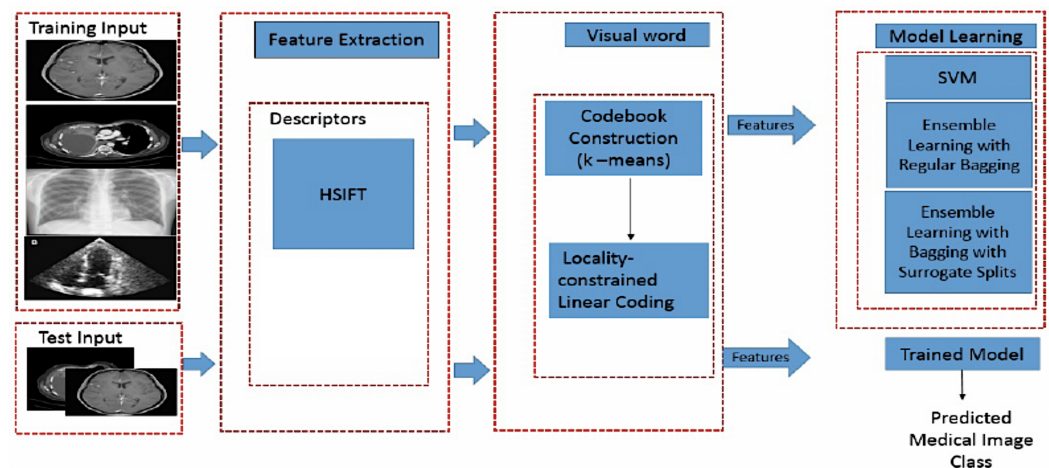 Training Input
B
Test Input
Feature Extraction
Descriptors
HSIFT
Visual word
Codebook
Construction
(k –means)
Locality-
constrained
Linear Coding
Features
Features
Model Learning
SVM
Ensemble
Learning with
Regular Bagging
Ensemble
Learning with
Bagging with
Surrogate Splits
Trained Model
Predicted
Medical Image
Class